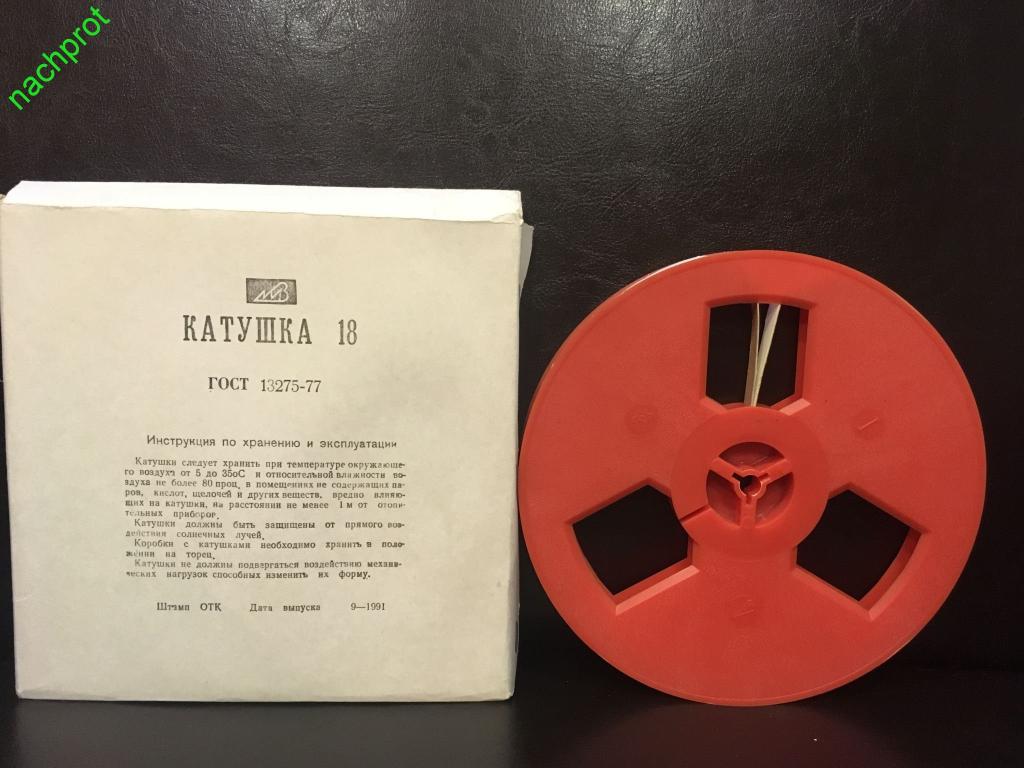 nachprot
КАТУШКА 18
ГОСТ 13275-77
Инструкция по хранению и эксплуатации
Катушки следует хранить при температуре окружающе-
го воздуха от 5 до 35оС и относительной влажности во-
здуха не более 80 проц. в помещениях не содержащих па-
ров, кислот, щелочей и других веществ, вредно влияю-
щих на катушки, на расстоянии не менее 1м от отопи-
тельных приборов.
Катушки должны быть защищены от прямого воз-
действия солнечных лучей.
Коробки с катушками необходимо хранить в поло-
жении на торец.
Катушки не должны подвергаться воздействию механи-
ческих нагрузок способных изменить их форму.
Штамп ОТК Дата выпуска 9—1991